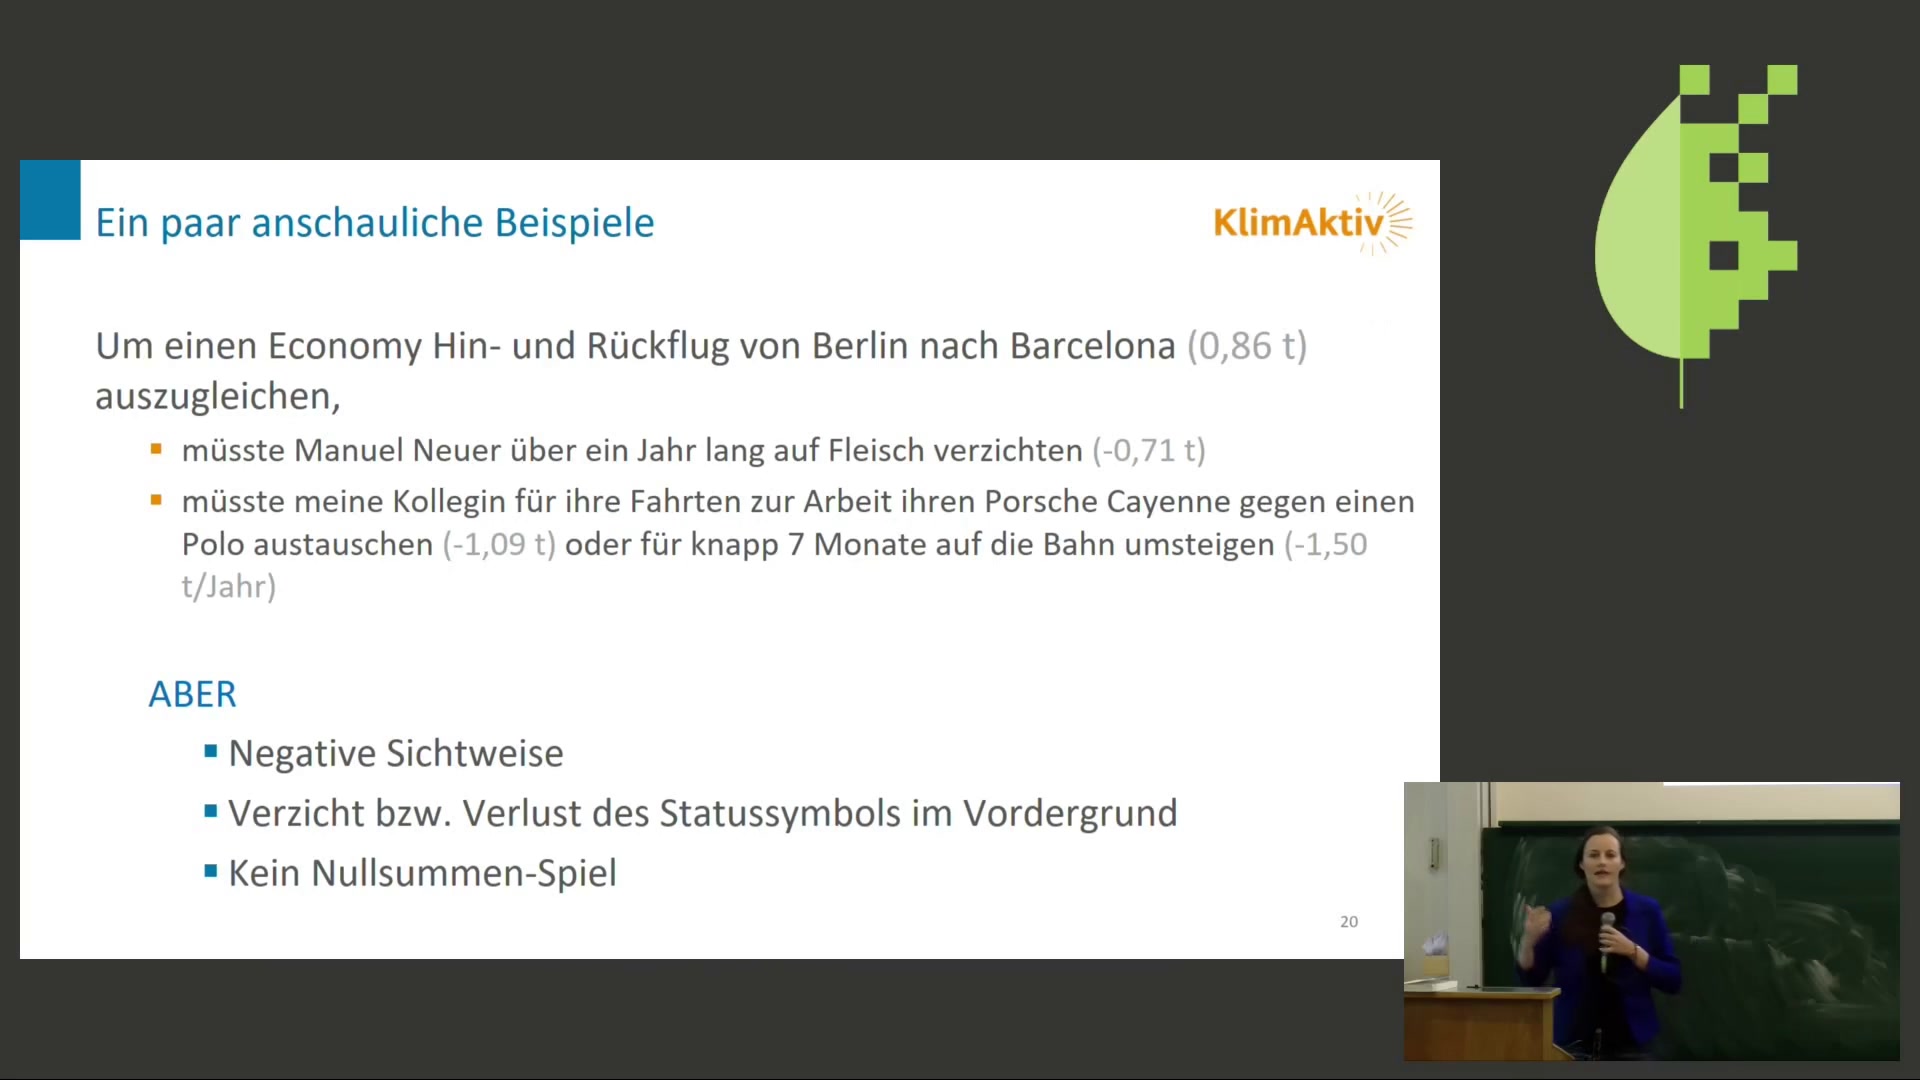 Ein paar anschauliche Beispiele
KlimAktiv
Um einen Economy Hin- und Rückflug von Berlin nach Barcelona (0,86 t)
auszugleichen,
müsste Manuel Neuer über ein Jahr lang auf Fleisch verzichten (-0,71 t)
müsste meine Kollegin für ihre Fahrten zur Arbeit ihren Porsche Cayenne gegen einen
Polo austauschen (-1,09 t) oder für knapp 7 Monate auf die Bahn umsteigen (-1,50
t/Jahr)
ABER
Negative Sichtweise
Verzicht bzw. Verlust des Statussymbols im Vordergrund
Kein Nullsummen-Spiel
20